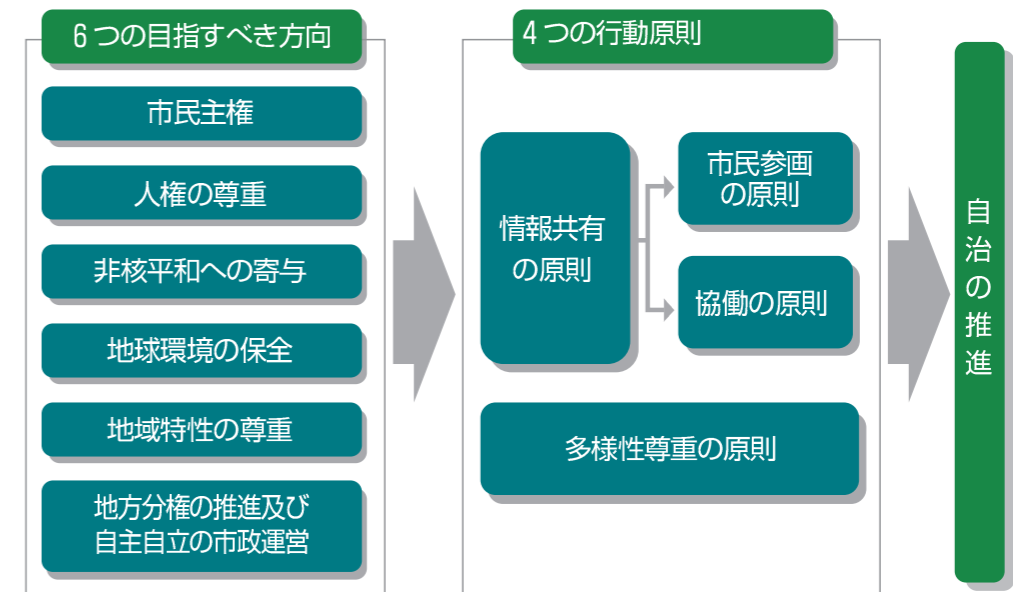 6つの目指すべき方向
市民主権
人権の尊重
非核平和への寄与
地球環境の保全
地域特性の尊重
地方分権の推進及び
自主自立の市政運営
4つの行動原則
情報共有
の原則
市民参画
の原則
協働の原則
多様性尊重の原則
自治の推進